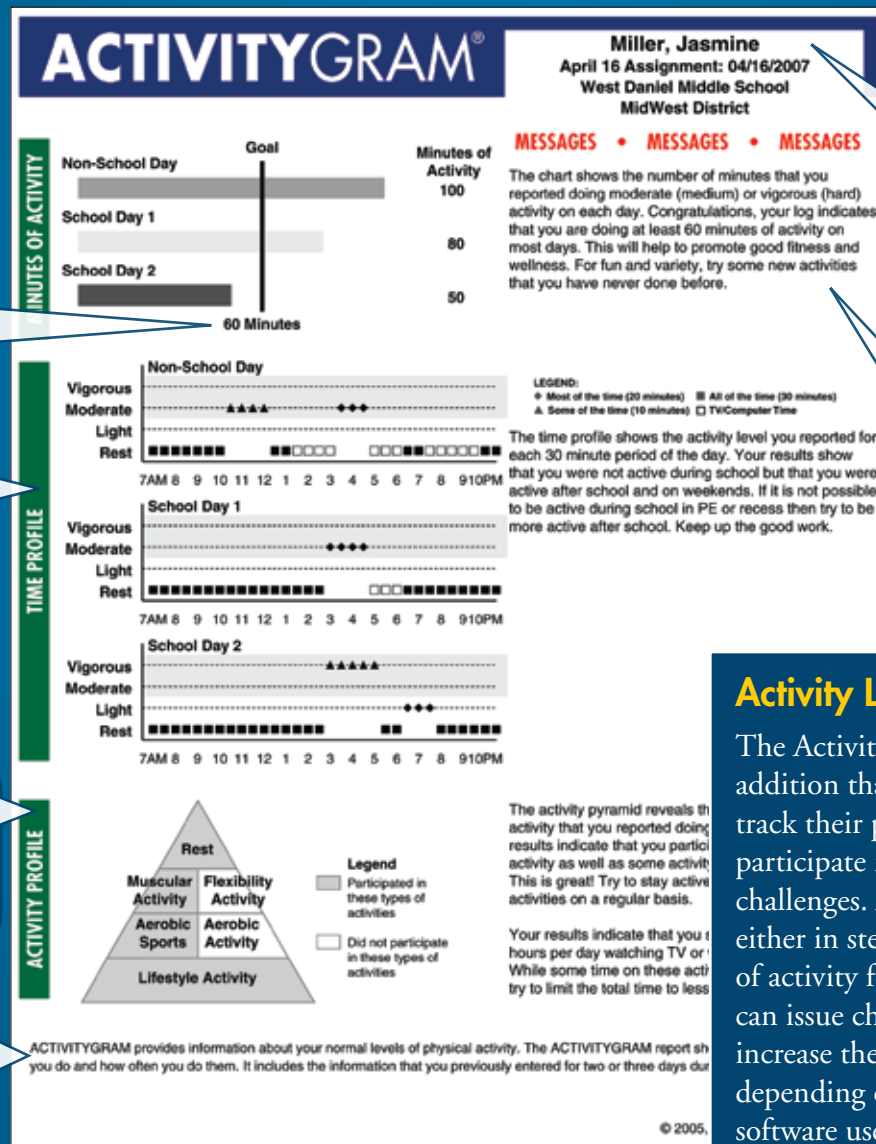 ACTIVITYGRAM®
Miller, Jasmine
April 16 Assignment: 04/16/2007
West Daniel Middle School
MidWest District
MINUTES OF ACTIVITY
Goal
Minutes of
Activity
Non-School Day
100
School Day 1
80
School Day 2
50
60 Minutes
MESSAGES • MESSAGES • MESSAGES
The chart shows the number of minutes that you
reported doing moderate (medium) or vigorous (hard)
activity on each day. Congratulations, your log indicates
that you are doing at least 60 minutes of activity on
most days. This will help to promote good fitness and
wellness. For fun and variety, try some new activities
that you have never done before.
TIME PROFILE
Non-School Day
Vigorous
Moderate
Light
Rest
7AM 8 9 10 11 12 1 2 3 4 5 6 7 8 9 10PM
School Day 1
Vigorous
Moderate
Light
Rest
7AM 8 9 10 11 12 1 2 3 4 5 6 7 8 910PM
School Day 2
Vigorous
Moderate
Light
Rest
7AM 8 9 10 11 12 1 2 3 4 5 6 7 8 910PM
LEGEND:
Most of the time (20 minutes) All of the time (30 minutes)
Some of the time (10 minutes) TV/Computer Time
The time profile shows the activity level you reported for
each 30 minute period of the day. Your results show
that you were not active during school but that you were
active after school and on weekends. If it is not possible
to be active during school in PE or recess then try to be
more active after school. Keep up the good work.
ACTIVITY PROFILE
Rest
Muscular Activity
Flexibility Activity
Aerobic Sports
Aerobic Activity
Lifestyle Activity
Legend
Participated in
these types of
activities
Did not participate
in these types of
activities
The activity pyramid reveals th
activity that you reported doing
results indicate that you partici
activity as well as some activity
This is great! Try to stay active
activities on a regular basis.
Your results indicate that you s
hours per day watching TV or
While some time on these acti
try to limit the total time to less
ACTIVITYGRAM provides information about your normal levels of physical activity. The ACTIVITYGRAM report sh
you do and how often you do them. It includes the information that you previously entered for two or three days dur
© 2005,
Activity L
The Activit
addition tha
track their p
participate
challenges.
either in ste
of activity f
can issue ch
increase the
depending
software use